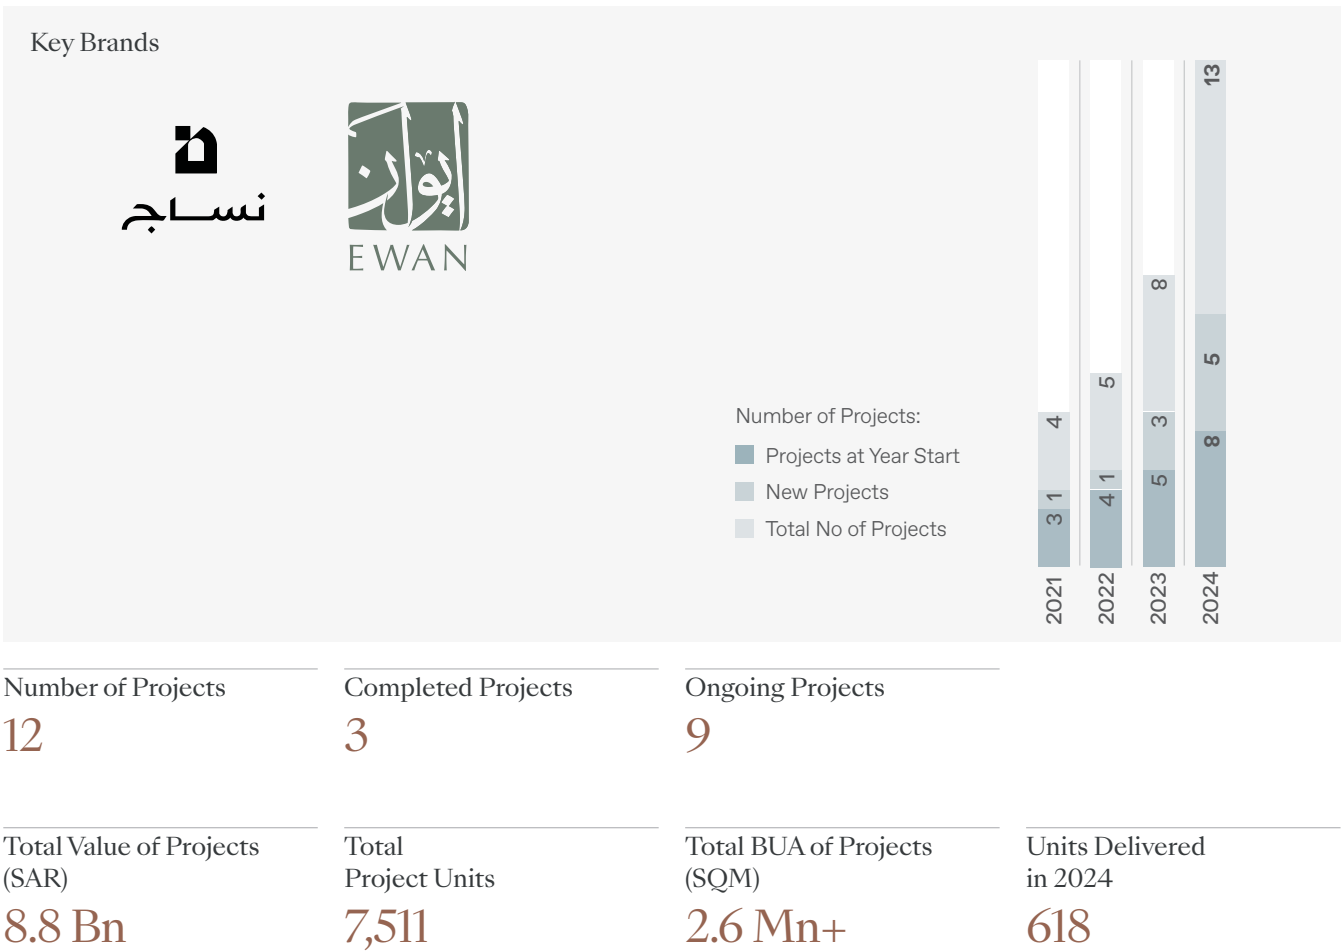 Key Brands
نساج
ايوان
EWAN
Number of Projects:
Projects at Year Start
New Projects
Total No of Projects
4
1
3
2021
5
1
4
2022
8
3
5
2023
13
5
8
2024
Number of Projects
12
Completed Projects
3
Ongoing Projects
9
Total Value of Projects
(SAR)
8.8 Bn
Total
Project Units
7,511
Total BUA of Projects
(SQM)
2.6 Mn+
Units Delivered
in 2024
618